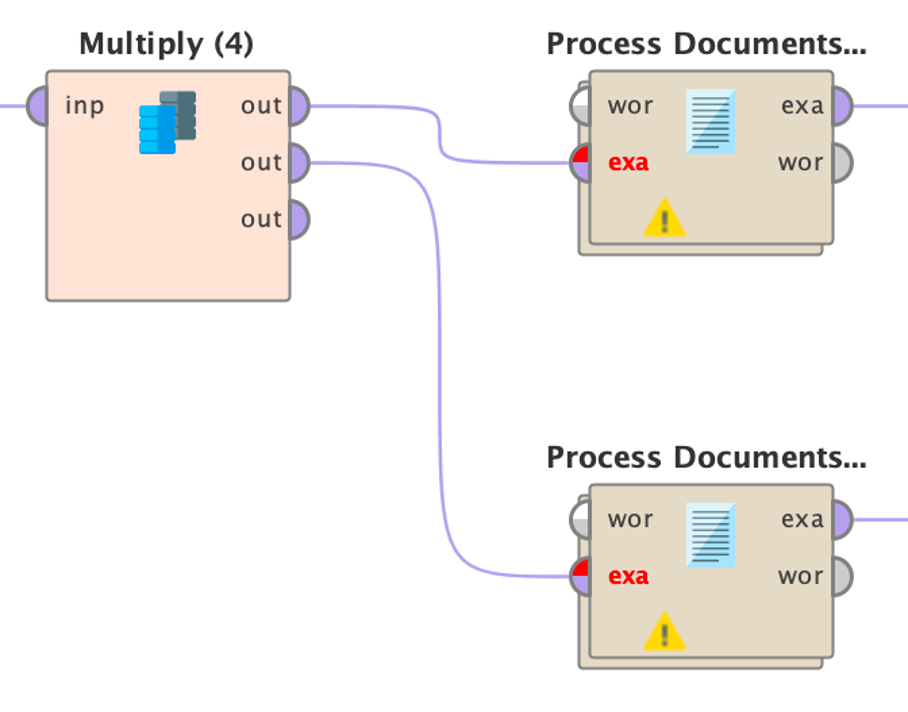 Multiply (4)
inp
out
out
out
Process Documents...
wor
exa
exa
wor
Process Documents...
wor
exa
exa
wor